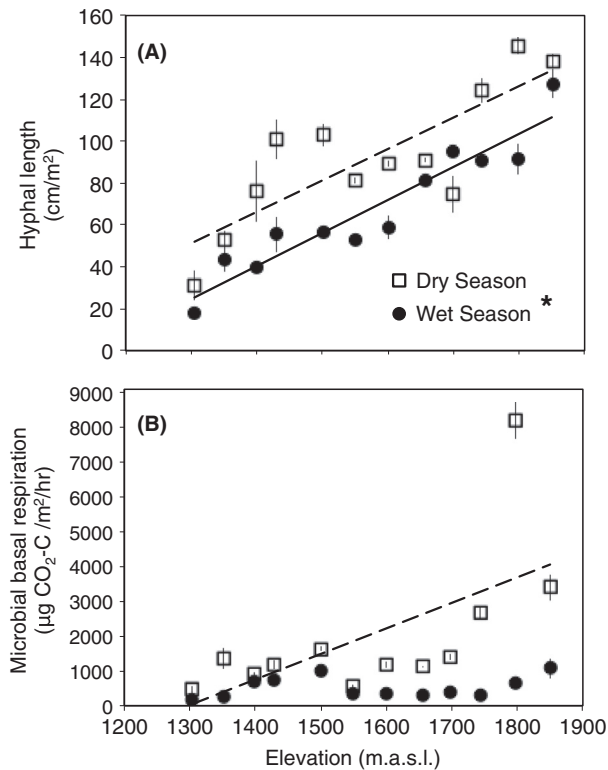 160
140
120
100
80
60
40
20
0
Hyphal length
(cm/m²)
(A)
Dry Season
Wet Season *
9000
8000
7000
6000
5000
4000
3000
2000
1000
0
Microbial basal respiration
(µg CO₂-C /m²/hr)
(B)
1200 1300 1400 1500 1600 1700 1800 1900
Elevation (m.a.s.l.)